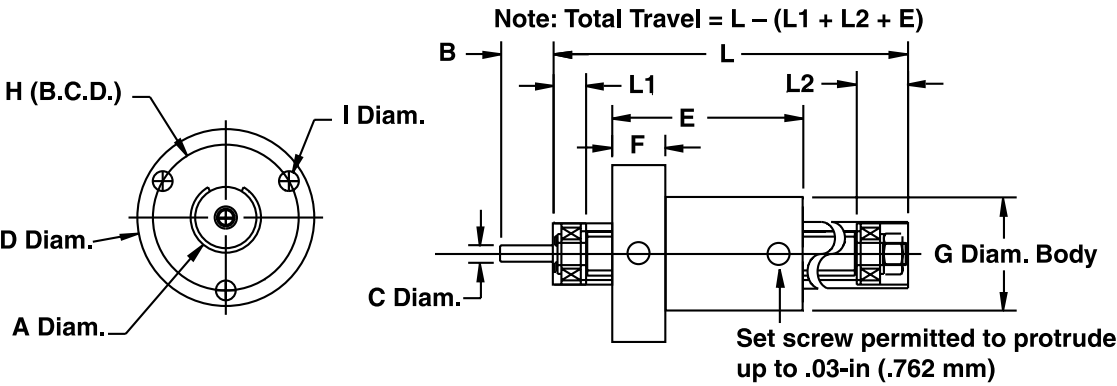 Note: Total Travel = L – (L1 + L2 + E)
B
L
H (B.C.D.)
L1
L2
I Diam.
E
F
D Diam.
G Diam. Body
C Diam.
A Diam.
Set screw permitted to protrude
up to .03-in (.762 mm)